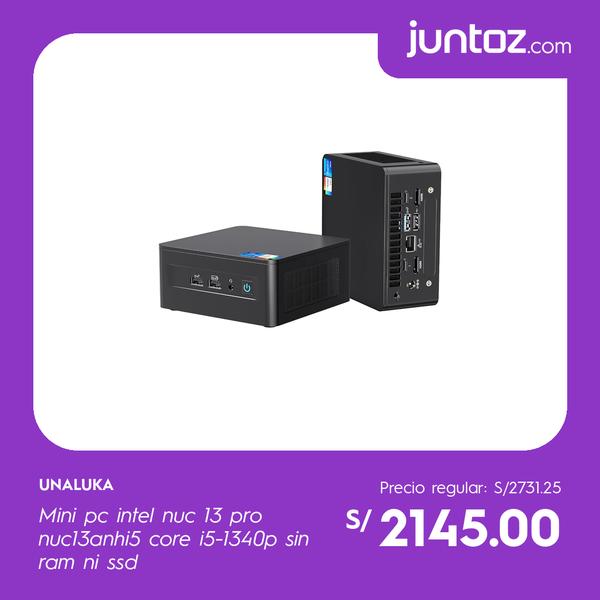 juntoz.com
UNALUKA
Mini pc intel nuc 13 pro
nuc13anhi5 core i5-1340p sin
ram ni ssd
Precio regular: S/2731.25
S/ 2145.00